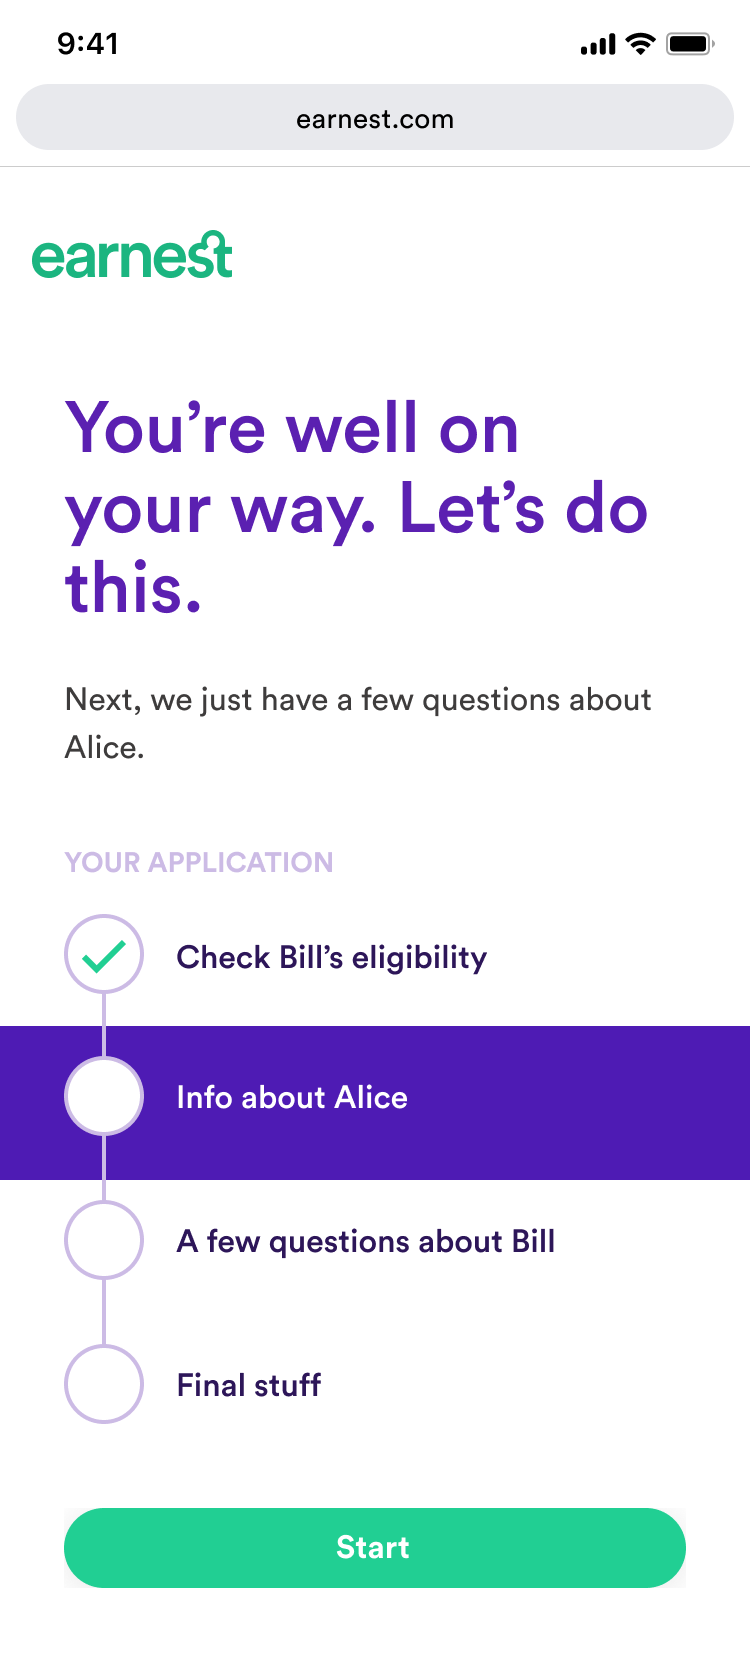 9:41
earnest.com
earnest
You’re well on
your way. Let’s do
this.
Next, we just have a few questions about
Alice.
YOUR APPLICATION
Check Bill’s eligibility
Info about Alice
A few questions about Bill
Final stuff
Start